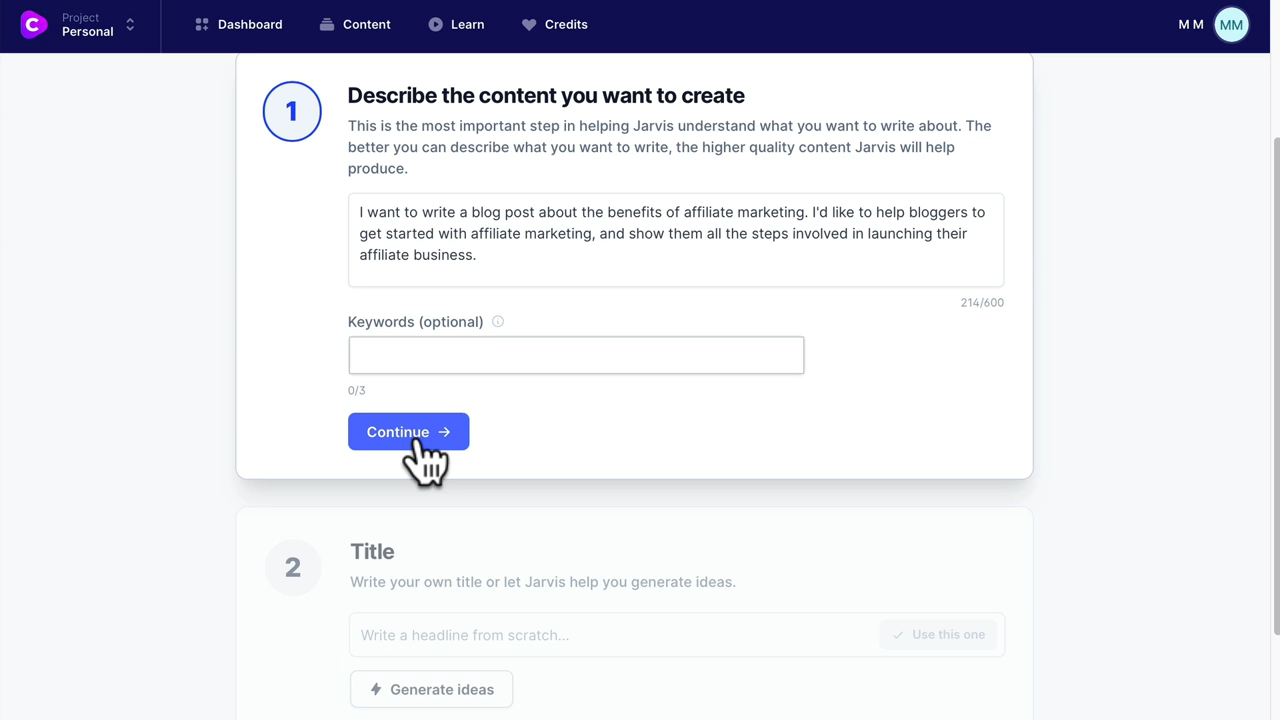 Project
Personal
Dashboard
Content
Learn
Credits
M M
MM
1
Describe the content you want to create
This is the most important step in helping Jarvis understand what you want to write about. The
better you can describe what you want to write, the higher quality content Jarvis will help
produce.
I want to write a blog post about the benefits of affiliate marketing. I'd like to help bloggers to
get started with affiliate marketing, and show them all the steps involved in launching their
affiliate business.
214/600
Keywords (optional)
0/3
Continue
2
Title
Write your own title or let Jarvis help you generate ideas.
Write a headline from scratch...
Use this one
Generate ideas